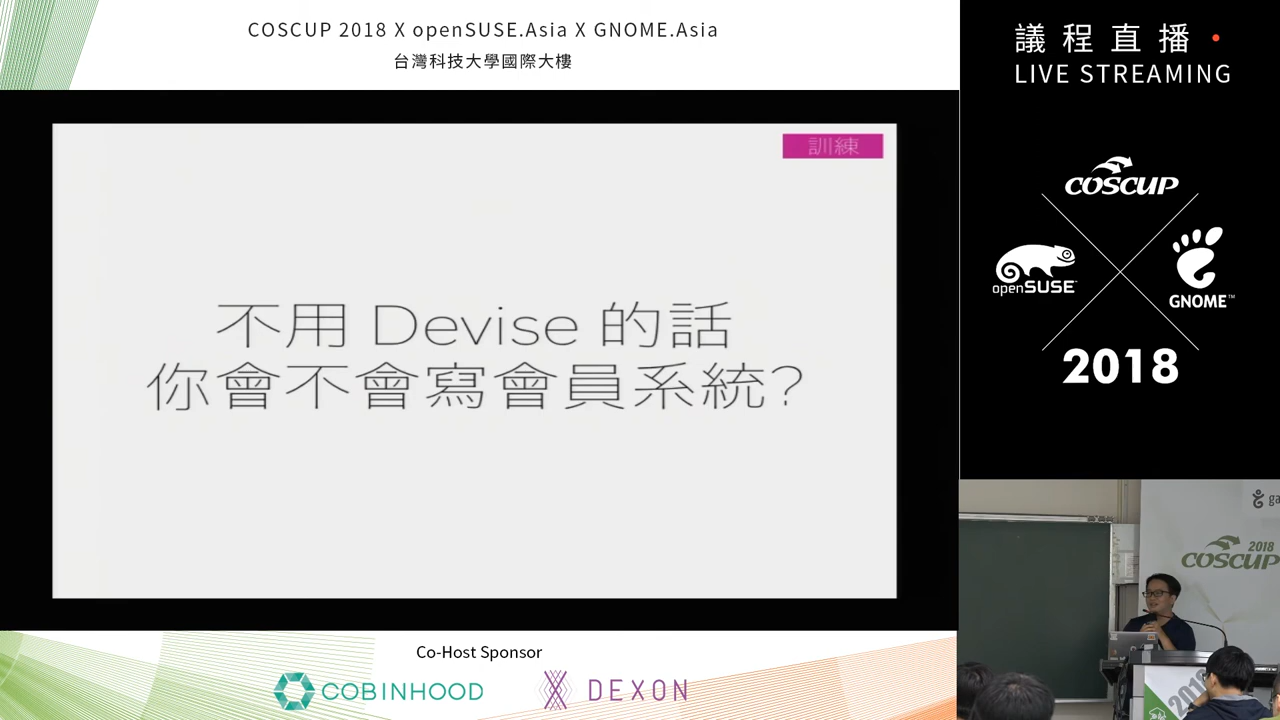 COSCUP 2018 X openSUSE.Asia X GNOME.Asia
台灣科技大學國際大樓
議程直播
LIVE STREAMING
訓練
不用 Devise 的話
你會不會寫會員系統?
COSCUP
openSUSE
GNOME™
2018
2018
COSCUP
2018
Co-Host Sponsor
COBINHOOD
DEXON